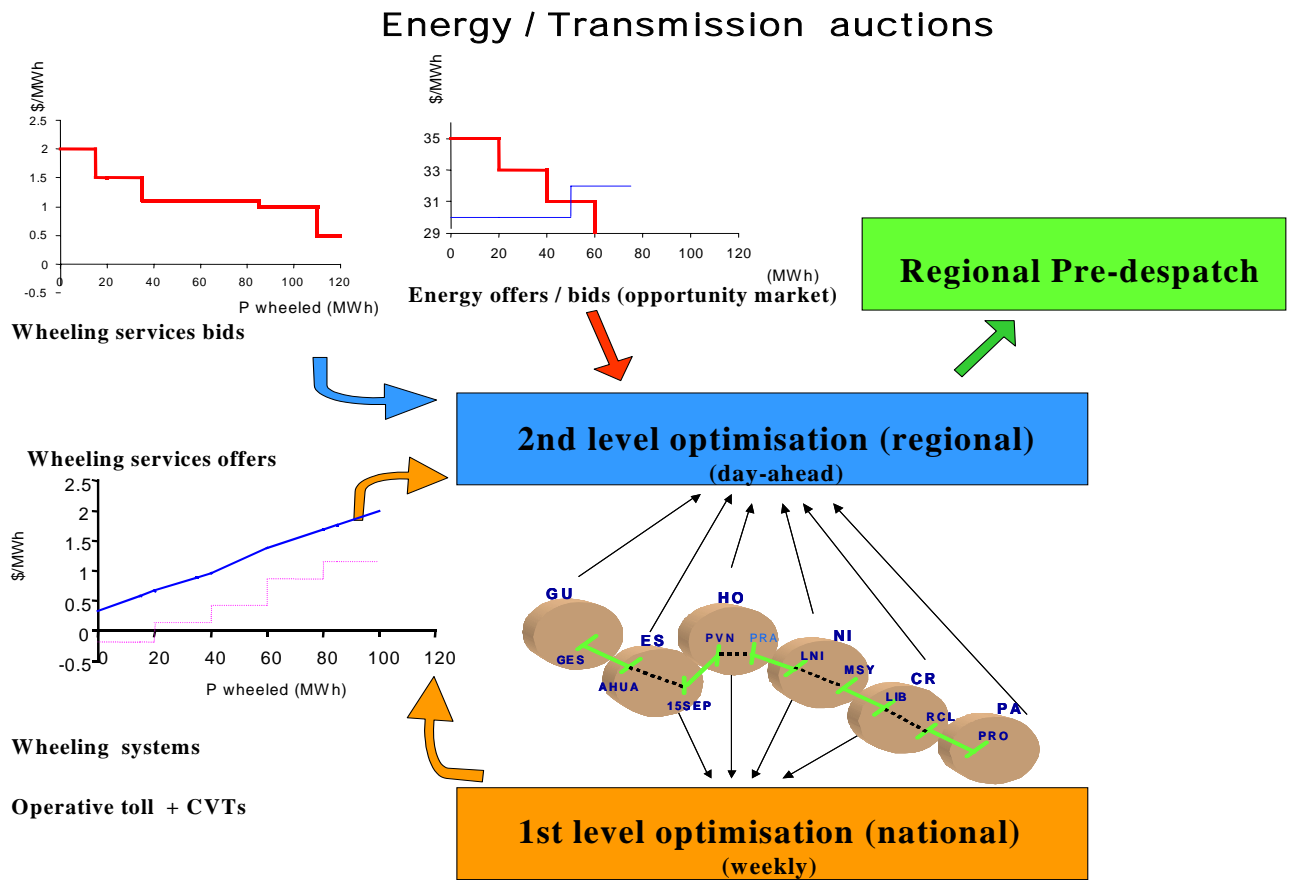 Energy / Transmission auctions
$/MWh
2.5
2
1.5
1
0.5
0
-0.5
0 20 40 60 80 100 120
P wheeled (MWh)
Wheeling services bids
$/MWh
35
33
31
29
0 20 40 60 80 100 120
(MWh)
Energy offers / bids (opportunity market)
Regional Pre-despatch
2nd level optimisation (regional)
(day-ahead)
Wheeling services offers
$/MWh
2.5
2
1.5
1
0.5
0
-0.5
0 20 40 60 80 100 120
P wheeled (MWh)
GU
GES
ES
AHUA
15SEP
HO
PVN PRA
NI
LNI
MSY
CR
LIB
RCL
PA
PRO
Wheeling systems
Operative toll + CVTs
1st level optimisation (national)
(weekly)